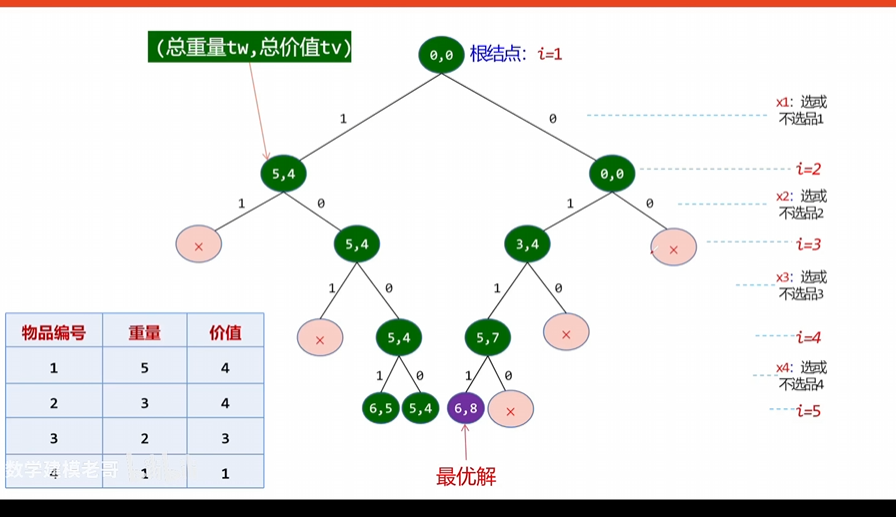 (总重量tw,总价值tv)
0,0
根结点: i=1
1
0
x1: 选或
不选品1
5,4
0,0
i=2
1
0
1
0
x2: 选或
不选品2
×
5,4
3,4
×
i=3
1
0
1
0
x3: 选或
不选品3
×
5,4
5,7
×
i=4
1
0
1
0
x4: 选或
不选品4
6,5
5,4
6,8
×
i=5
最优解
物品编号 重量 价值
1 5 4
2 3 4
3 2 3
4 1 1
数学建模老哥